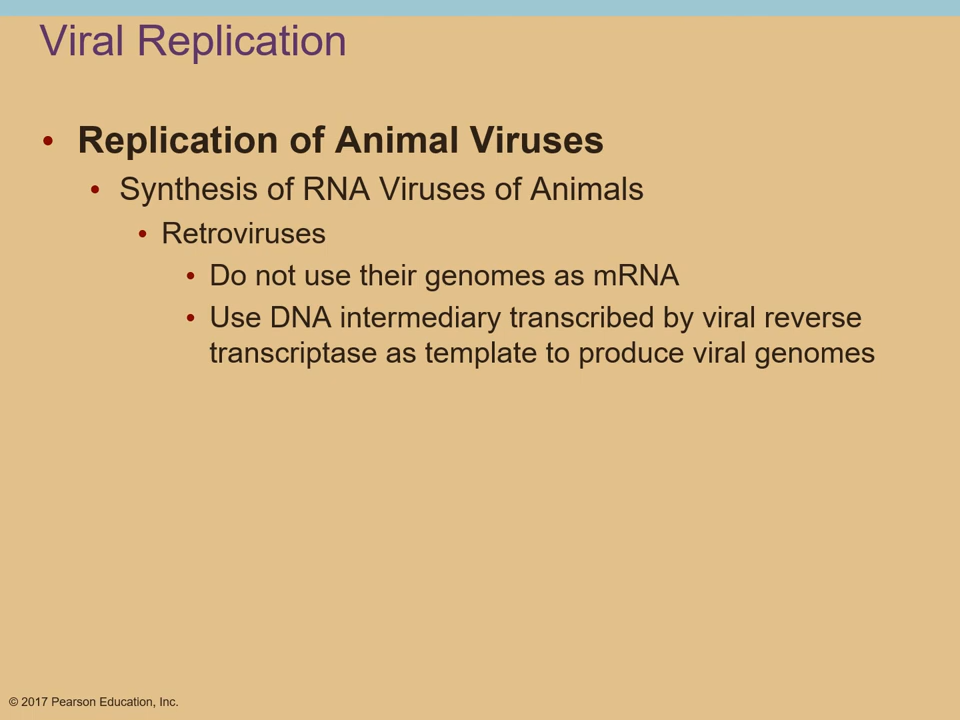 Viral Replication
• Replication of Animal Viruses
• Synthesis of RNA Viruses of Animals
• Retroviruses
• Do not use their genomes as mRNA
• Use DNA intermediary transcribed by viral reverse
transcriptase as template to produce viral genomes
© 2017 Pearson Education, Inc.